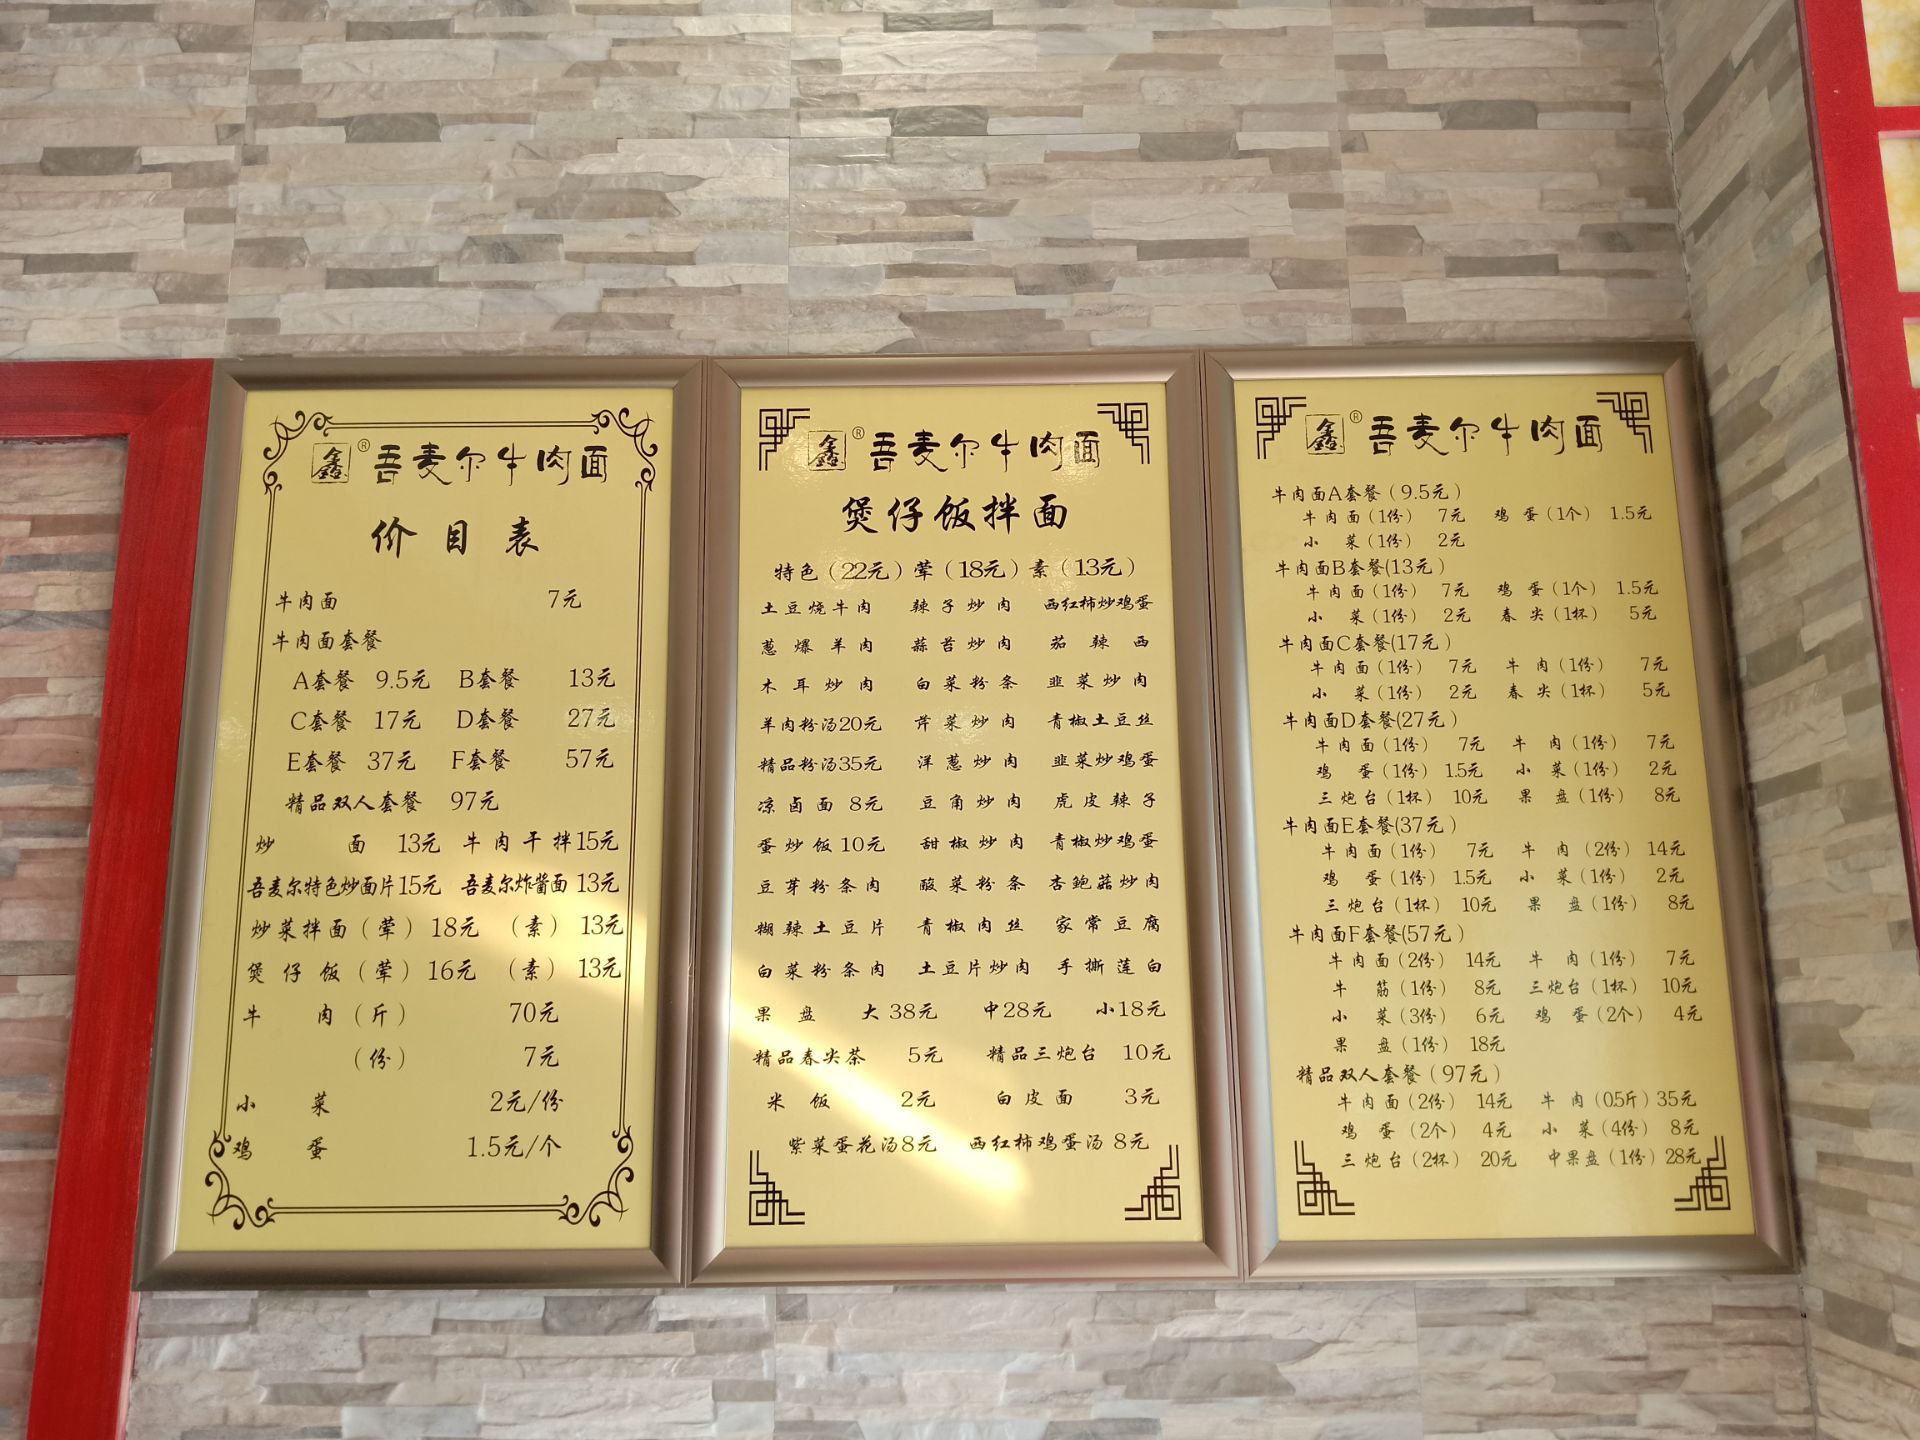 鑫®吾麦尔牛肉面
价目表
牛肉面 7元
牛肉面套餐
A套餐 9.5元 B套餐 13元
C套餐 17元 D套餐 27元
E套餐 37元 F套餐 57元
精品双人套餐 97元
炒面 13元 牛肉干拌15元
吾麦尔特色炒面片15元 吾麦尔炸酱面13元
炒菜拌面（荤）18元 （素）13元
煲仔饭（荤）16元 （素）13元
牛肉（斤） 70元
（份） 7元
小菜 2元/份
鸡蛋 1.5元/个
鑫®吾麦尔牛肉面
煲仔饭拌面
特色（22元）荤（18元）素（13元）
土豆烧牛肉 辣子炒肉 西红柿炒鸡蛋
葱爆羊肉 蒜苔炒肉 茄辣西
木耳炒肉 白菜粉条 韭菜炒肉
羊肉粉汤20元 芹菜炒肉 青椒土豆丝
精品粉汤35元 洋葱炒肉 韭菜炒鸡蛋
凉卤面 8元 豆角炒肉 虎皮辣子
蛋炒饭10元 甜椒炒肉 青椒炒鸡蛋
豆芽粉条肉 酸菜粉条 杏鲍菇炒肉
糊辣土豆片 青椒肉丝 家常豆腐
白菜粉条肉 土豆片炒肉 手撕莲白
果盘 大38元 中28元 小18元
精品春尖茶 5元 精品三炮台 10元
米饭 2元 白皮面 3元
紫菜蛋花汤8元 西红柿鸡蛋汤 8元
鑫®吾麦尔牛肉面
牛肉面A套餐（9.5元）
牛肉面（1份） 7元 鸡蛋（1个） 1.5元
小菜（1份） 2元
牛肉面B套餐(13元）
牛肉面（1份） 7元 鸡蛋（1个） 1.5元
小菜（1份） 2元 春尖（1杯） 5元
牛肉面C套餐(17元）
牛肉面（1份） 7元 牛肉（1份） 7元
小菜（1份） 2元 春尖（1杯） 5元
牛肉面D套餐(27元）
牛肉面（1份） 7元 牛肉（1份） 7元
鸡蛋（1份） 1.5元 小菜（1份） 2元
三炮台（1杯） 10元 果盘（1份） 8元
牛肉面E套餐(37元）
牛肉面（1份） 7元 牛肉（2份） 14元
鸡蛋（1份） 1.5元 小菜（1份） 2元
三炮台（1杯） 10元 果盘（1份） 8元
牛肉面F套餐(57元）
牛肉面（2份） 14元 牛肉（1份） 7元
牛筋（1份） 8元 三炮台（1杯） 10元
小菜（3份） 6元 鸡蛋（2个） 4元
果盘（1份） 18元
精品双人套餐（97元）
牛肉面（2份） 14元 牛肉（0.5斤）35元
鸡蛋（2个） 4元 小菜（4份） 8元
三炮台（2杯） 20元 中果盘（1份）28元